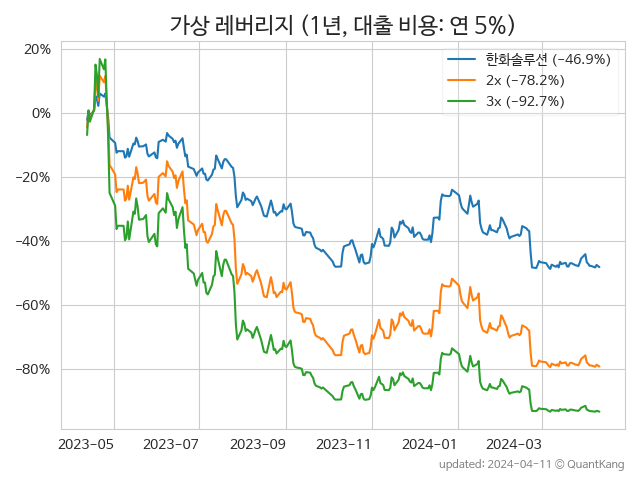 가상 레버리지 (1년, 대출 비용: 연 5%)
한화솔루션 (−46.9%)
2x (−78.2%)
3x (−92.7%)
20%
0%
−20%
−40%
−60%
−80%
2023-05 2023-07 2023-09 2023-11 2024-01 2024-03
updated: 2024-04-11 © QuantKang